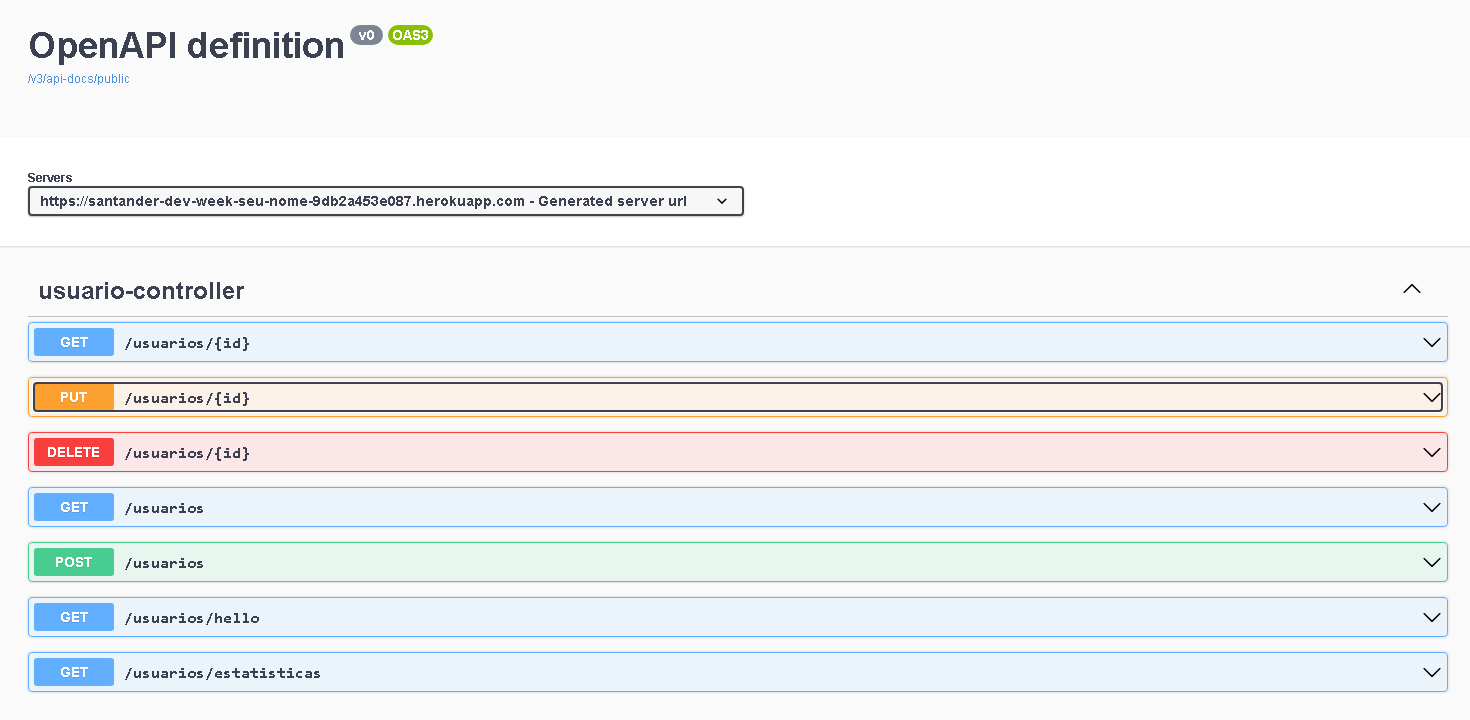 OpenAPI definition v0 OAS3
/v3/api-docs/public
Servers
https://santander-dev-week-seu-nome-9db2a453e087.herokuapp.com - Generated server url
usuario-controller
GET /usuarios/{id}
PUT /usuarios/{id}
DELETE /usuarios/{id}
GET /usuarios
POST /usuarios
GET /usuarios/hello
GET /usuarios/estatisticas